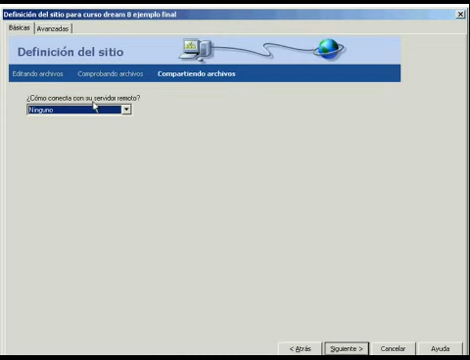 Definición del sitio para curso dream 8 ejemplo final
Básicas Avanzadas
Definición del sitio
Editando archivos Comprobando archivos Compartiendo archivos
¿Cómo conecta con su servidor remoto?
Ninguno
< Atrás Siguiente > Cancelar Ayuda